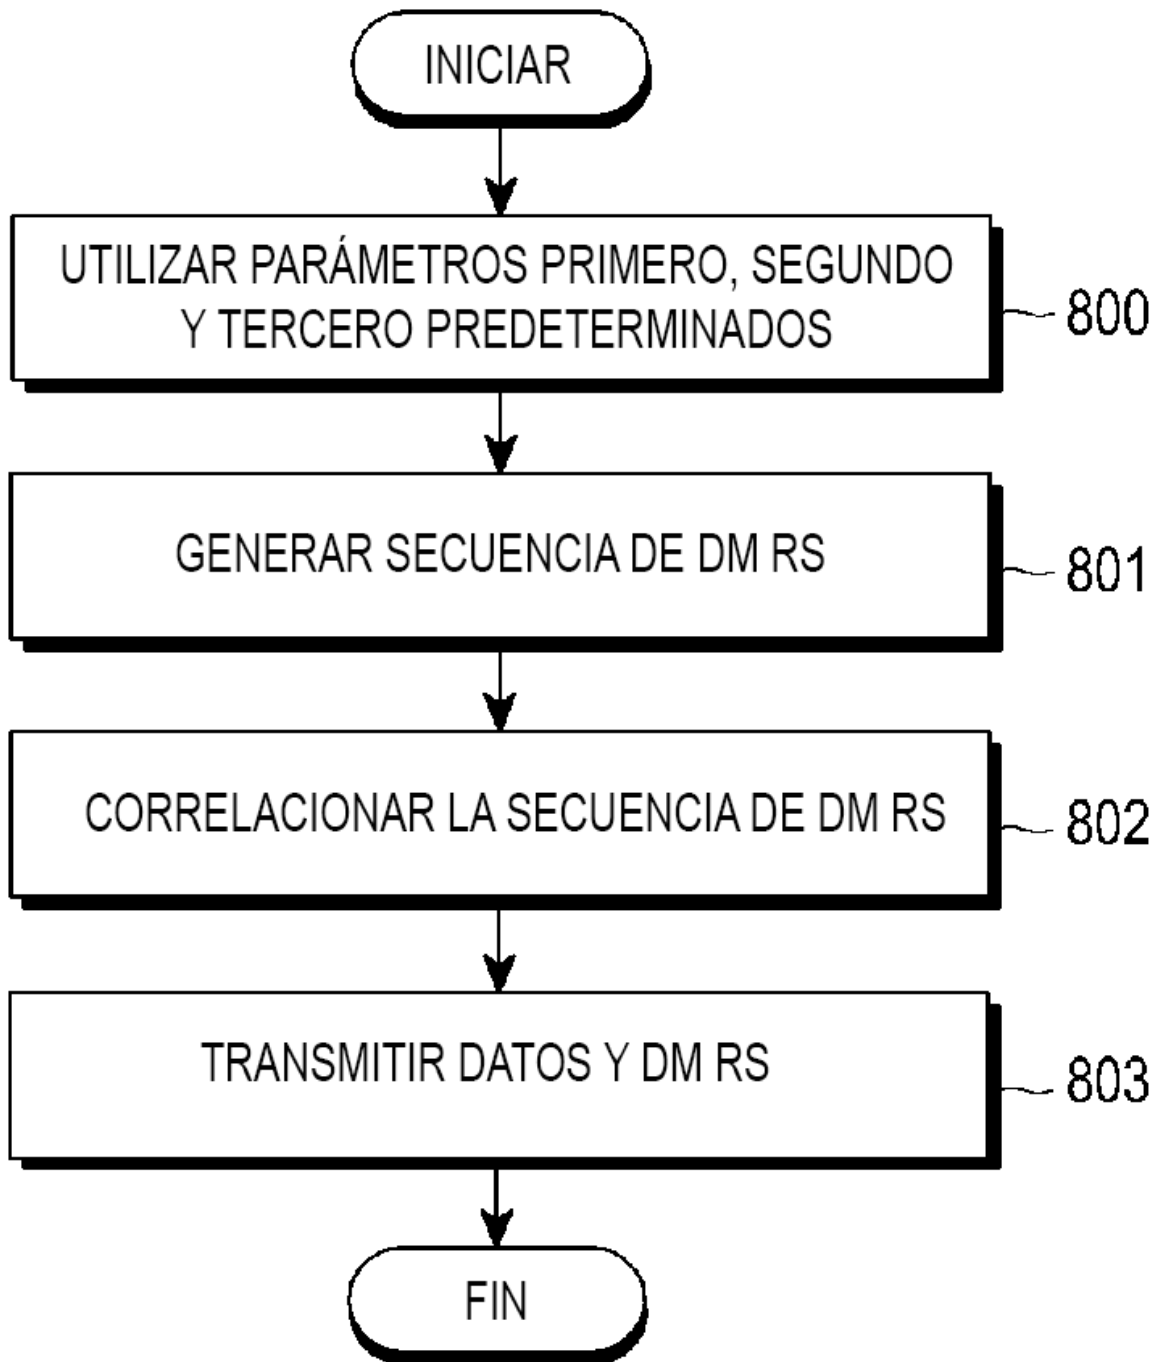 INICIAR
UTILIZAR PARÁMETROS PRIMERO, SEGUNDO
Y TERCERO PREDETERMINADOS
800
GENERAR SECUENCIA DE DM RS
801
CORRELACIONAR LA SECUENCIA DE DM RS
802
TRANSMITIR DATOS Y DM RS
803
FIN